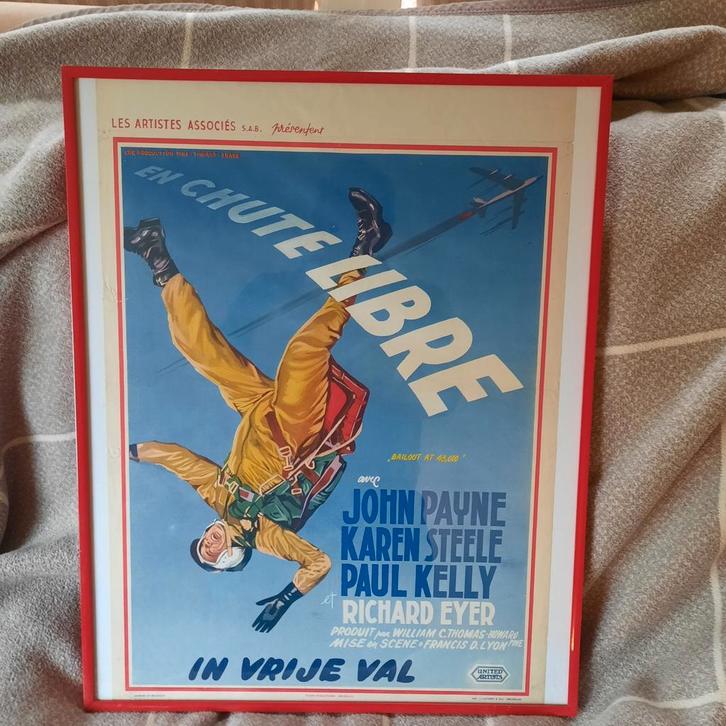 LES ARTISTES ASSOCIÉS S.A.B. présentent
EN CHUTE
LIBRE
„BAILOUT AT 43,000"
avec
JOHN PAYNE
KAREN STEELE
PAUL KELLY
et RICHARD EYER
PRODUIT par WILLIAM C. THOMAS - HOWARD PINE
MISE en SCENE • FRANCIS D. LYON
IN VRIJE VAL
UNITED
ARTISTS